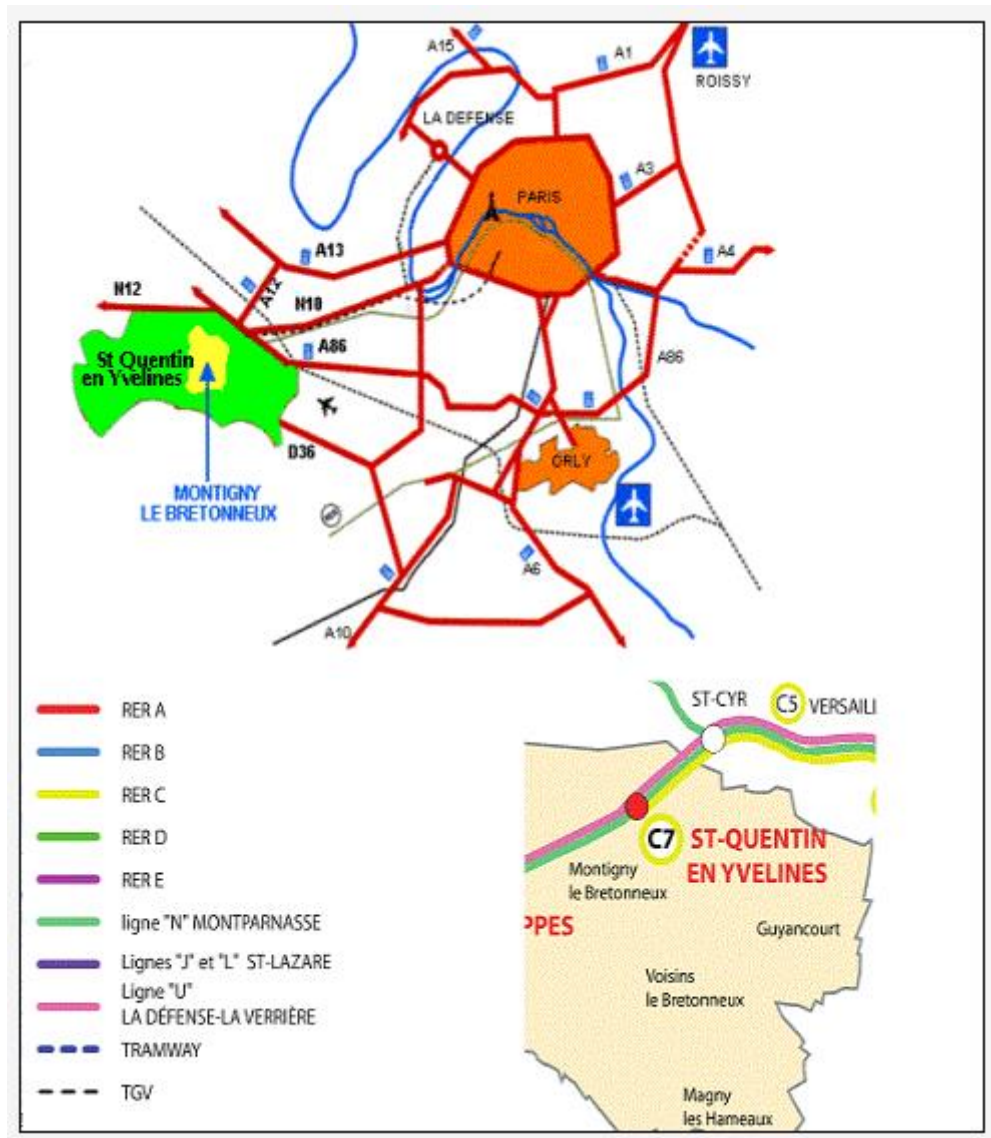 A15
A1
ROISSY
LA DEFENSE
A3
PARIS
A13
A4
N12
A12
N10
St Quentin
en Yvelines
A86
A86
D36
ORLY
MONTIGNY
LE BRETONNEUX
A6
A10
RER A
RER B
RER C
RER D
RER E
ligne "N" MONTPARNASSE
Lignes "J" et "L" ST-LAZARE
Ligne "U"
LA DÉFENSE-LA VERRIÈRE
TRAMWAY
TGV
ST-CYR
C5
VERSAILL
C7
ST-QUENTIN
EN YVELINES
Montigny
le Bretonneux
PPES
Guyancourt
Voisins
le Bretonneux
Magny
les Hameaux